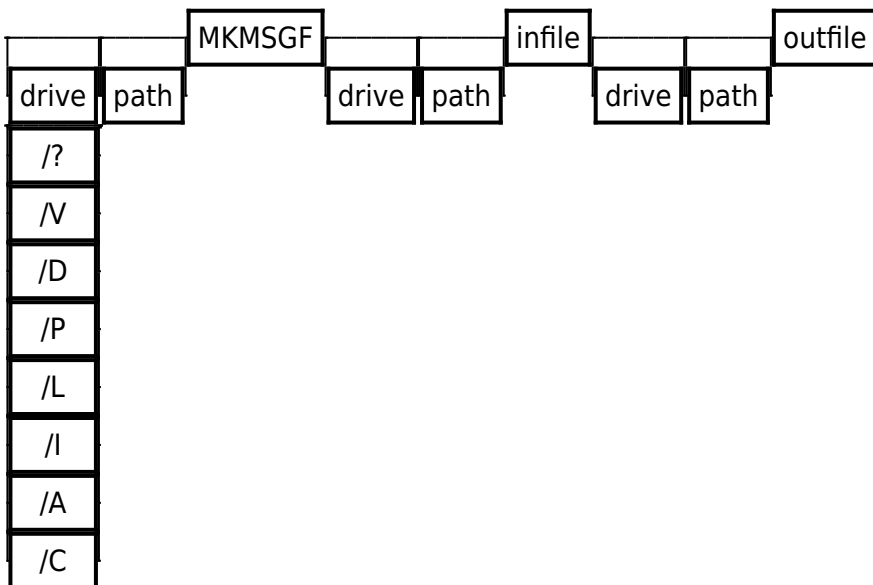 MKMSGF infile outfile
drive path drive path drive path
/?
/V
/D
/P
/L
/I
/A
/C